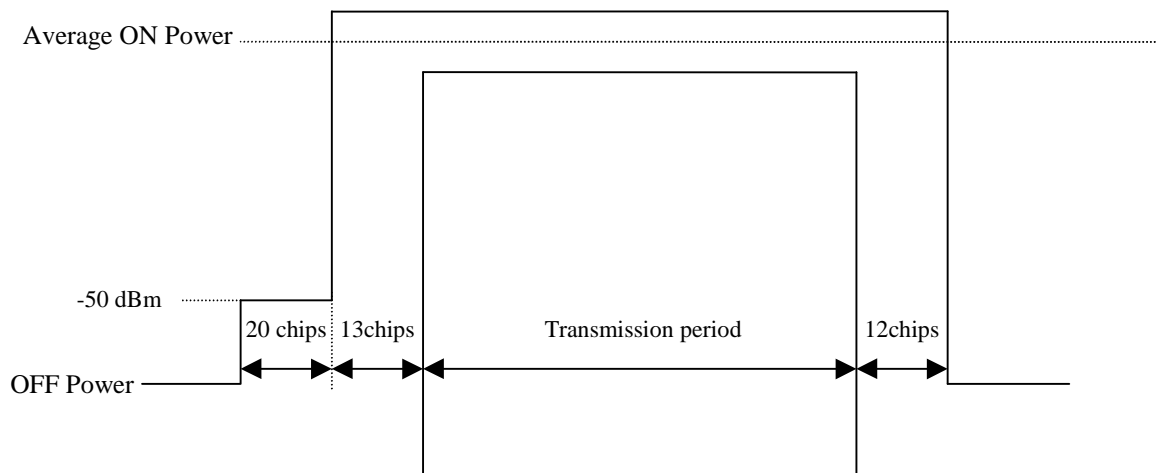 Average ON Power
-50 dBm
20 chips
13chips
Transmission period
12chips
OFF Power